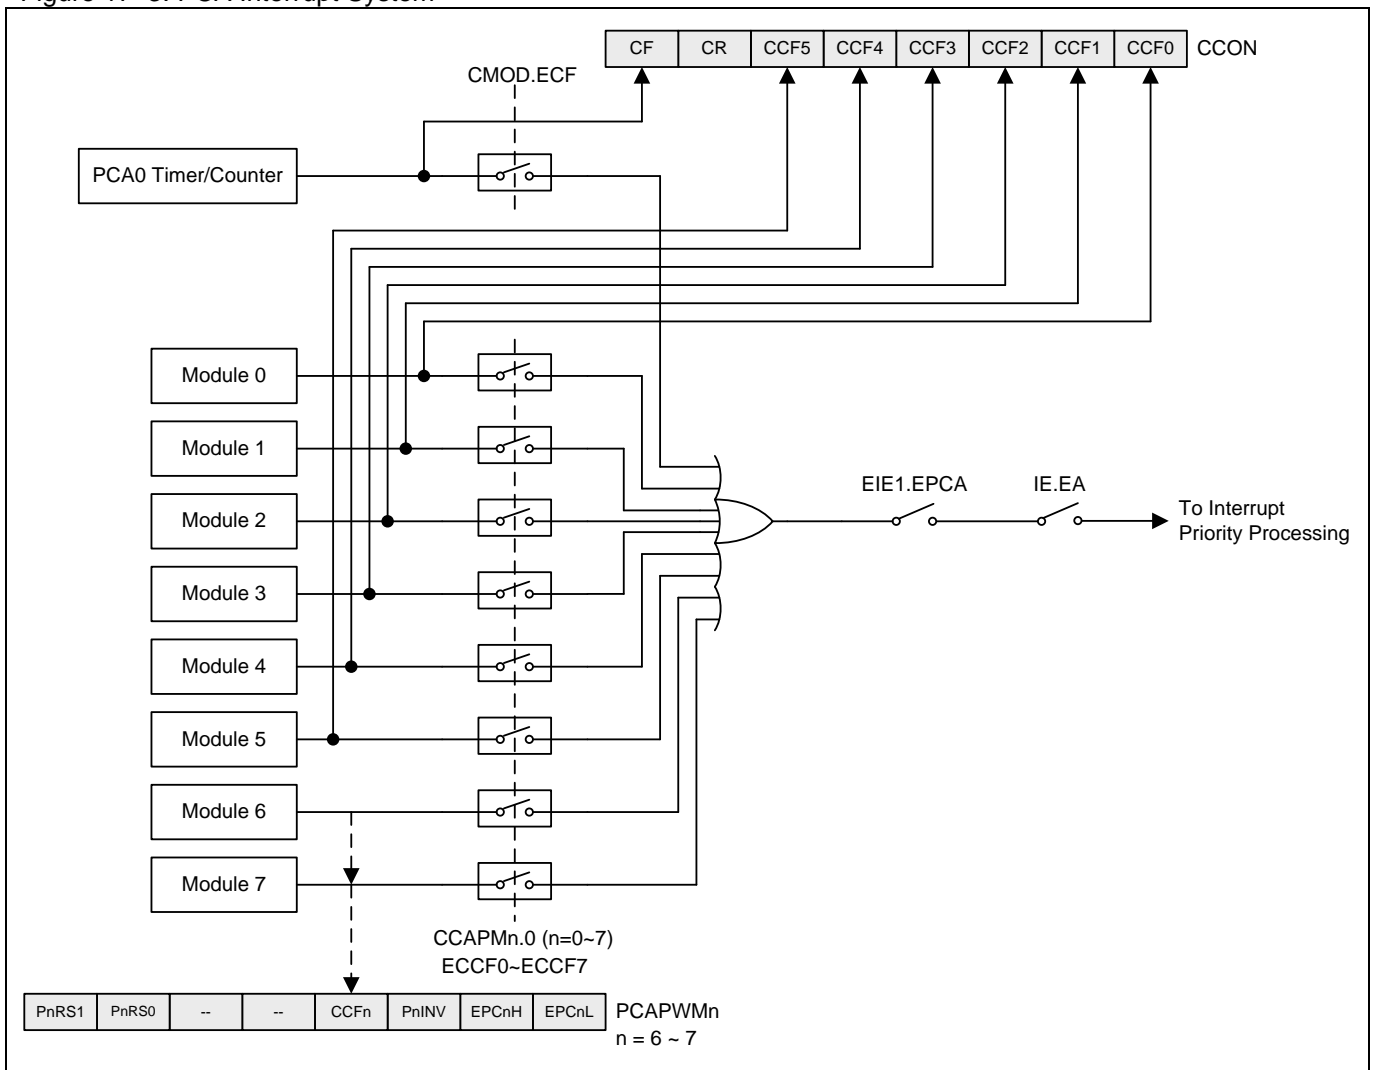 CF CR CCF5 CCF4 CCF3 CCF2 CCF1 CCF0 CCON
CMOD.ECF
PCA0 Timer/Counter
Module 0
Module 1
Module 2
Module 3
Module 4
Module 5
Module 6
Module 7
EIE1.EPCA
IE.EA
To Interrupt
Priority Processing
CCAPMn.0 (n=0~7)
ECCF0~ECCF7
PnRS1 PnRS0 -- -- CCFn PnINV EPCnH EPCnL PCAPWMn
n = 6 ~ 7